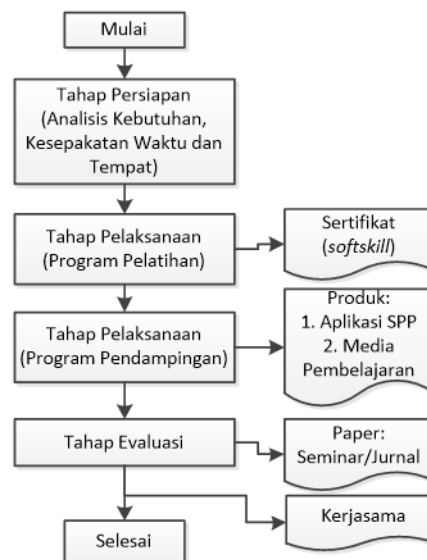 Mulai
Tahap Persiapan
(Analisis Kebutuhan,
Kesepakatan Waktu dan
Tempat)
Tahap Pelaksanaan
(Program Pelatihan)
Sertifikat
(softskill)
Tahap Pelaksanaan
(Program Pendampingan)
Produk:
1. Aplikasi SPP
2. Media
Pembelajaran
Tahap Evaluasi
Paper:
Seminar/Jurnal
Kerjasama
Selesai